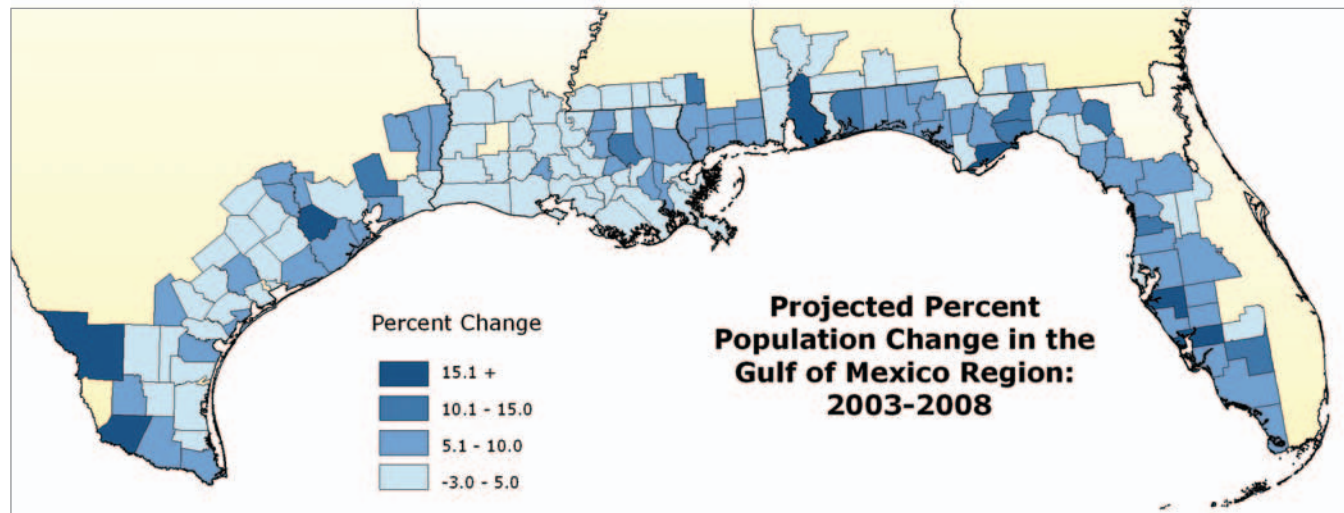 Projected Percent
Population Change in the
Gulf of Mexico Region:
2003-2008
Percent Change
15.1 +
10.1 - 15.0
5.1 - 10.0
-3.0 - 5.0